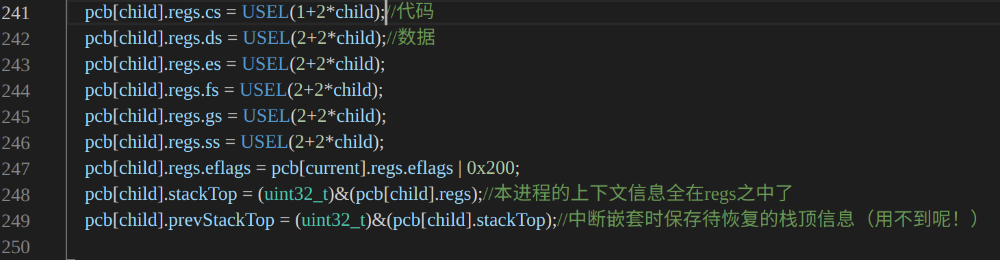 241 pcb[child].regs.cs = USEL(1+2*child);//代码
242 pcb[child].regs.ds = USEL(2+2*child);//数据
243 pcb[child].regs.es = USEL(2+2*child);
244 pcb[child].regs.fs = USEL(2+2*child);
245 pcb[child].regs.gs = USEL(2+2*child);
246 pcb[child].regs.ss = USEL(2+2*child);
247 pcb[child].regs.eflags = pcb[current].regs.eflags | 0x200;
248 pcb[child].stackTop = (uint32_t)&(pcb[child].regs);//本进程的上下文信息全在regs之中了
249 pcb[child].prevStackTop = (uint32_t)&(pcb[child].stackTop);//中断嵌套时保存待恢复的栈顶信息（用不到呢！）
250